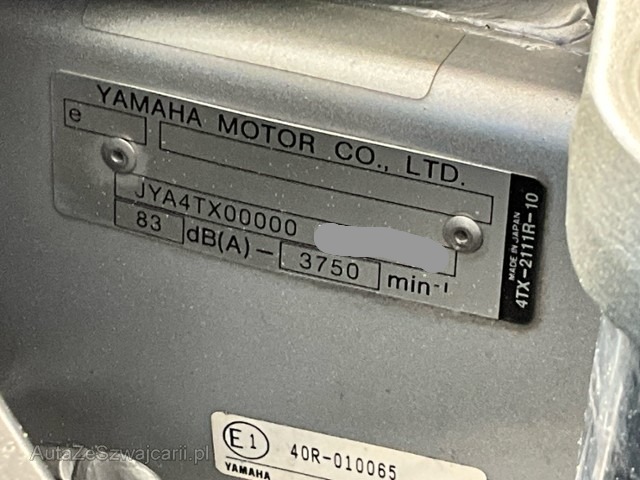 YAMAHA MOTOR CO., LTD.
e
JYA4TX00000
83 dB(A) - 3750 min-1
MADE IN JAPAN
4TX-2111R-10
E1 40R-010065
YAMAHA
AutaZeSzwajcarii.pl